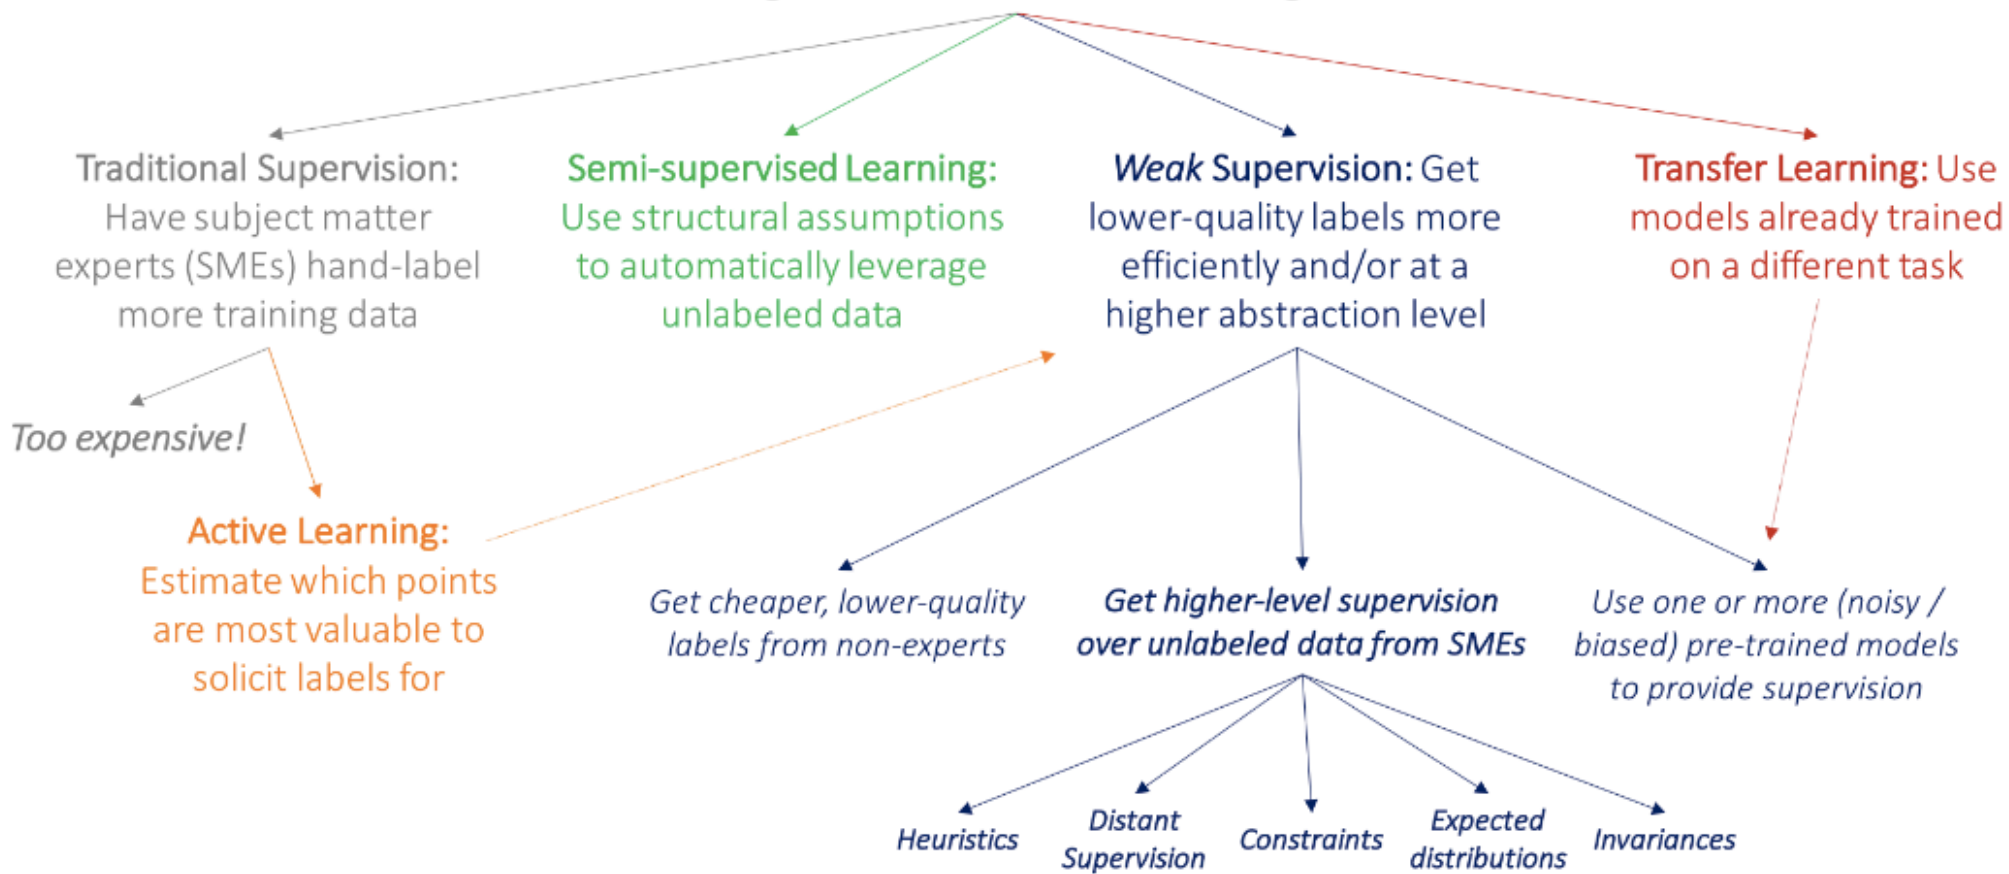 Traditional Supervision:
Have subject matter
experts (SMEs) hand-label
more training data
Semi-supervised Learning:
Use structural assumptions
to automatically leverage
unlabeled data
Weak Supervision: Get
lower-quality labels more
efficiently and/or at a
higher abstraction level
Transfer Learning: Use
models already trained
on a different task
Too expensive!
Active Learning:
Estimate which points
are most valuable to
solicit labels for
Get cheaper, lower-quality
labels from non-experts
Get higher-level supervision
over unlabeled data from SMEs
Use one or more (noisy /
biased) pre-trained models
to provide supervision
Heuristics
Distant
Supervision
Constraints
Expected
distributions
Invariances